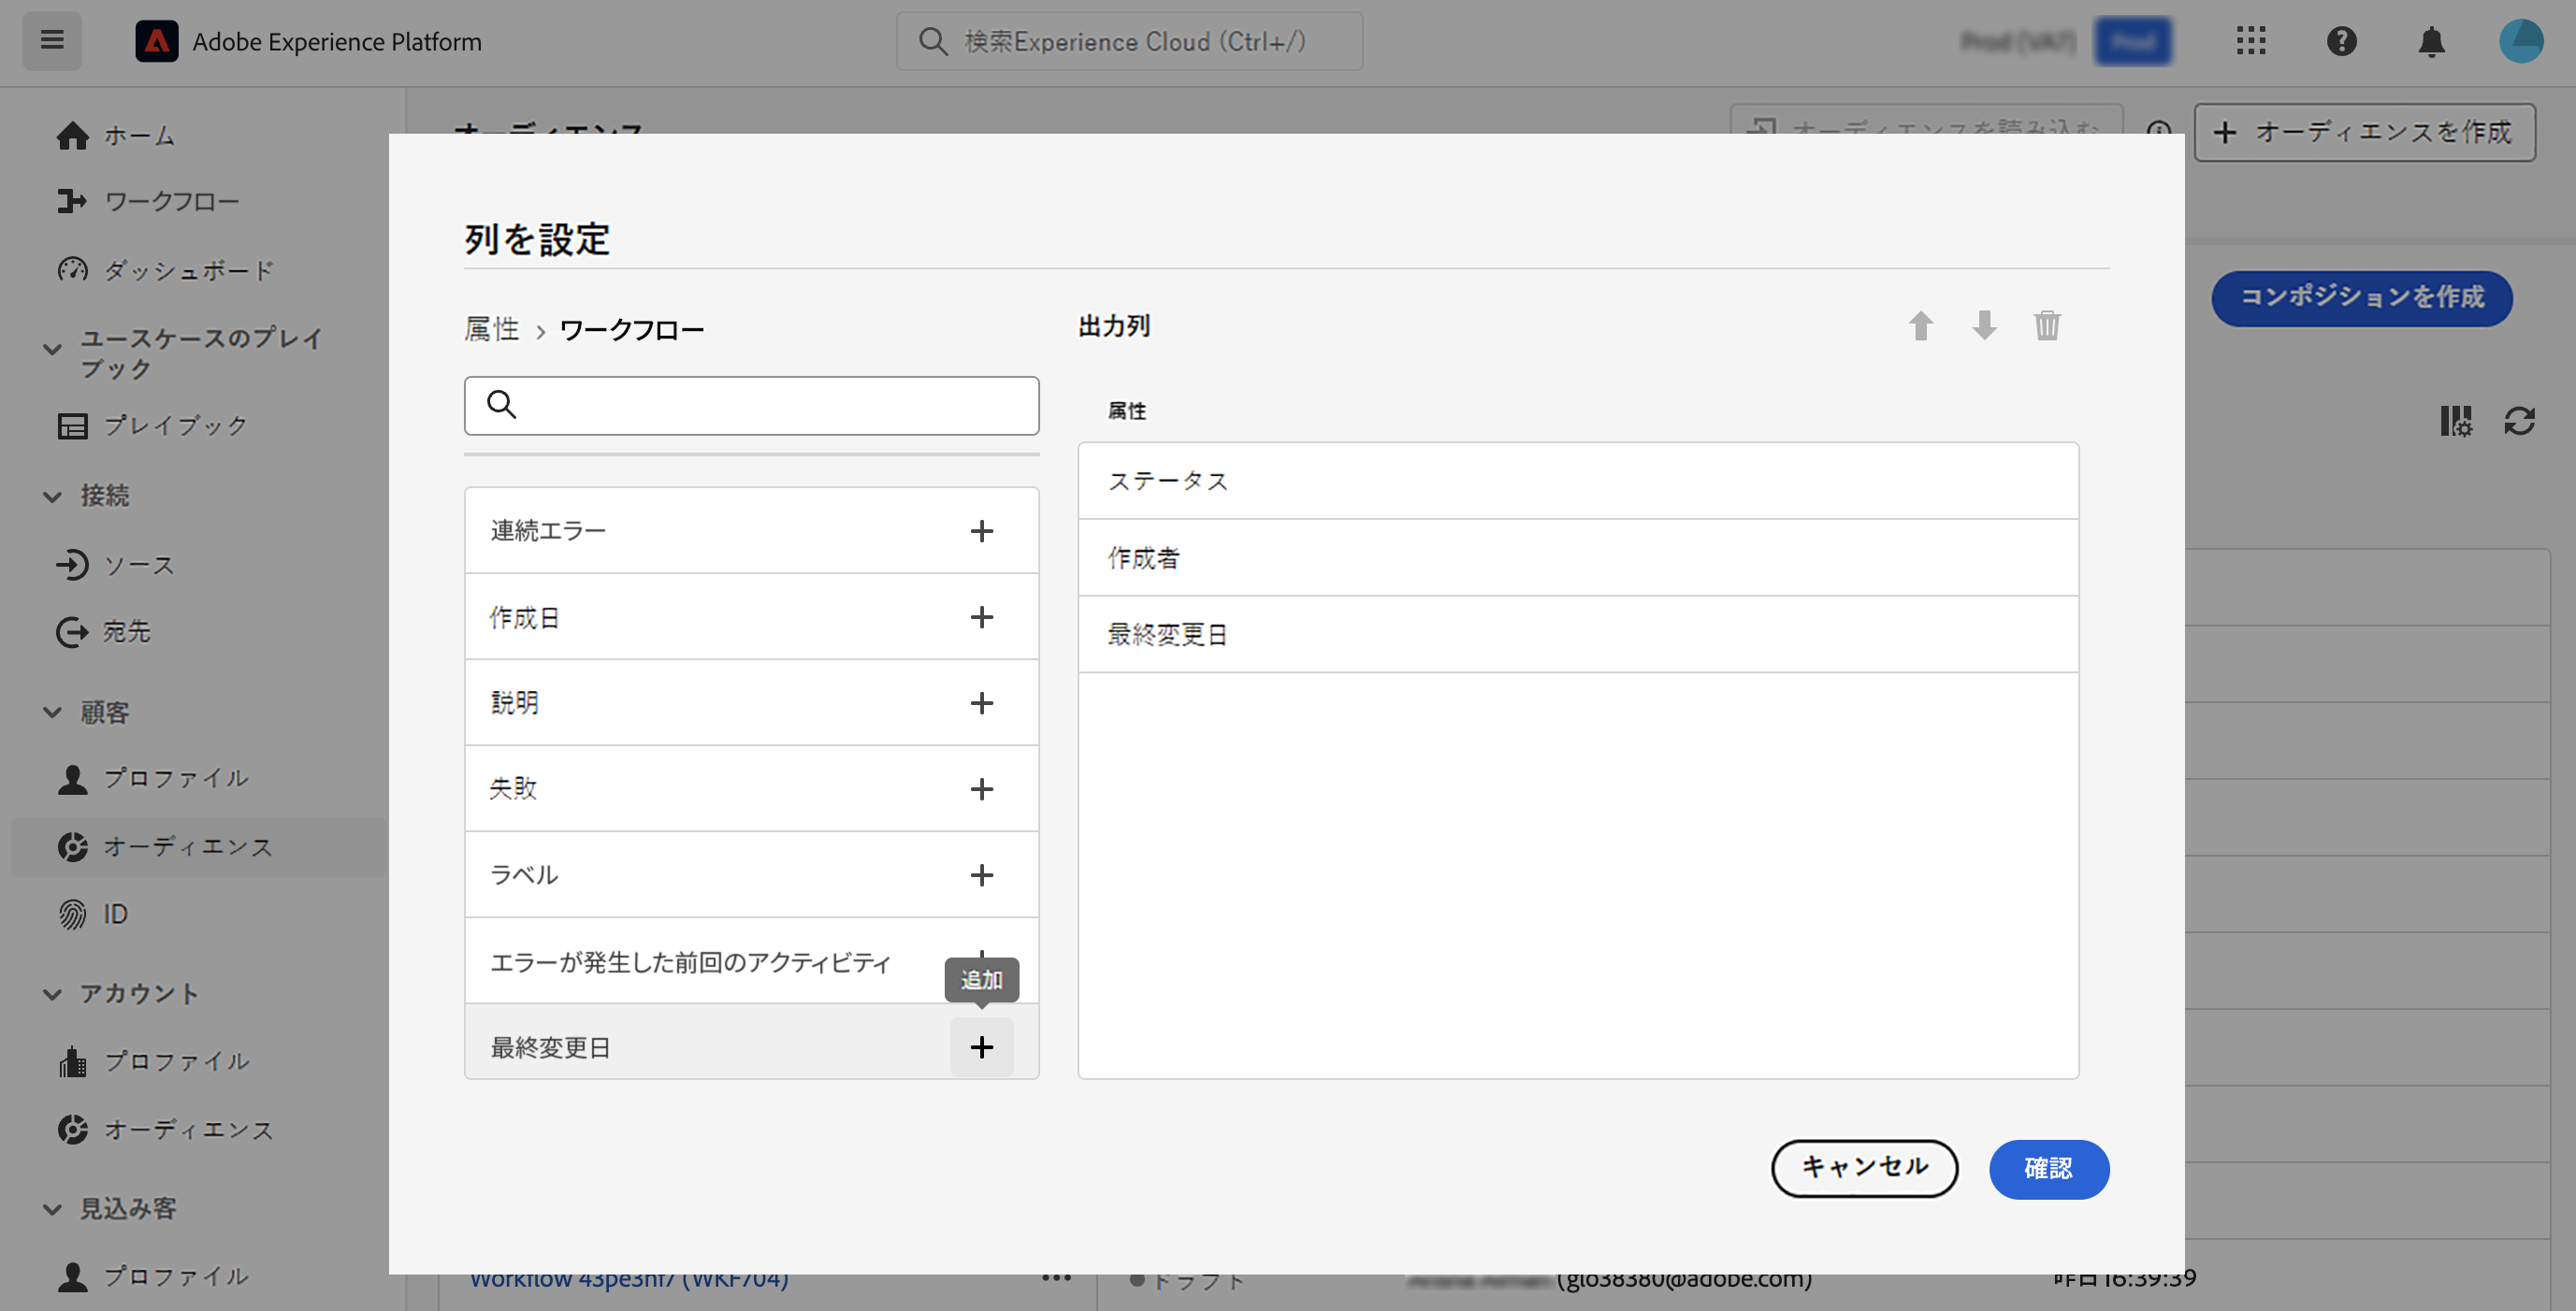 Adobe Experience Platform
検索Experience Cloud (Ctrl+/)
ホーム
ワークフロー
ダッシュボード
ユースケースのプレイ
ブック
プレイブック
接続
ソース
宛先
顧客
プロファイル
オーディエンス
ID
アカウント
プロファイル
オーディエンス
見込み客
プロファイル
オーディエンス
オーディエンスを読み込む
オーディエンスを作成
コンポジションを作成
列を設定
属性 › ワークフロー
連続エラー
作成日
説明
失敗
ラベル
エラーが発生した前回のアクティビティ
追加
最終変更日
出力列
属性
ステータス
作成者
最終変更日
キャンセル
確認
Workflow 43pe3hf7 (WKF704)
ドラフト
(glo38380@adobe.com)
昨日16:39:39